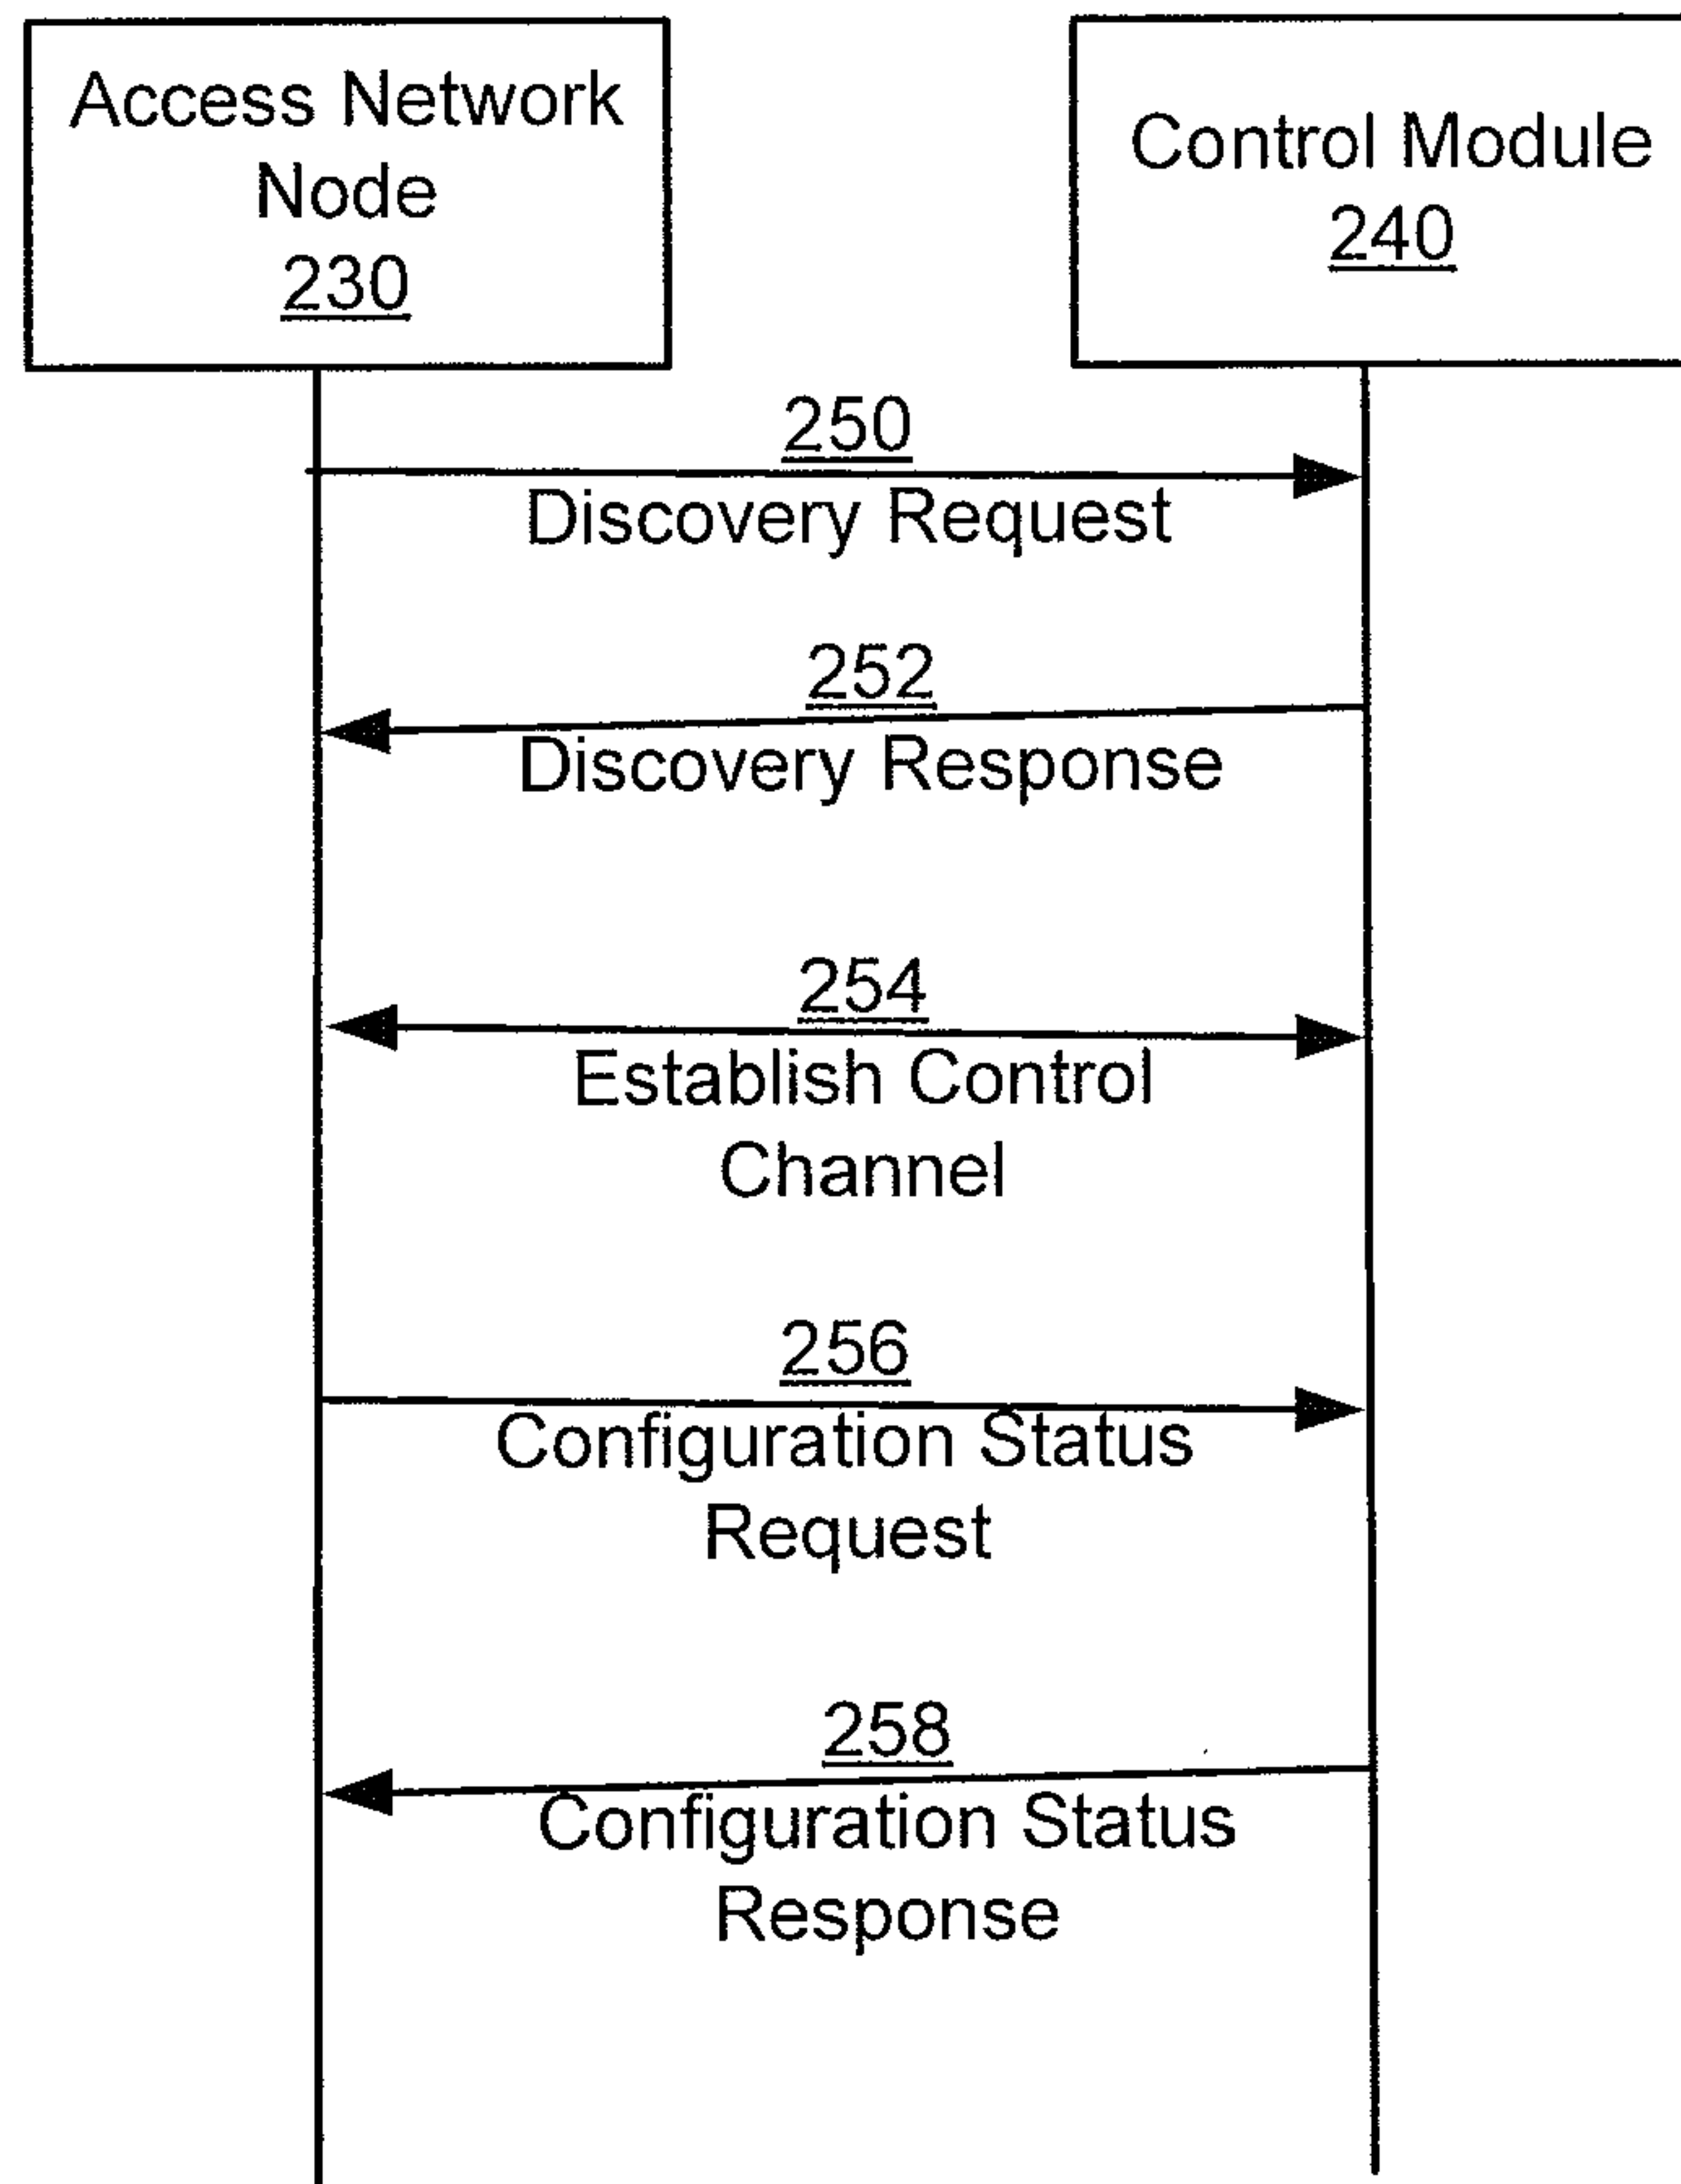 Access Network
Node
230
Control Module
240
250
Discovery Request
252
Discovery Response
254
Establish Control
Channel
256
Configuration Status
Request
258
Configuration Status
Response